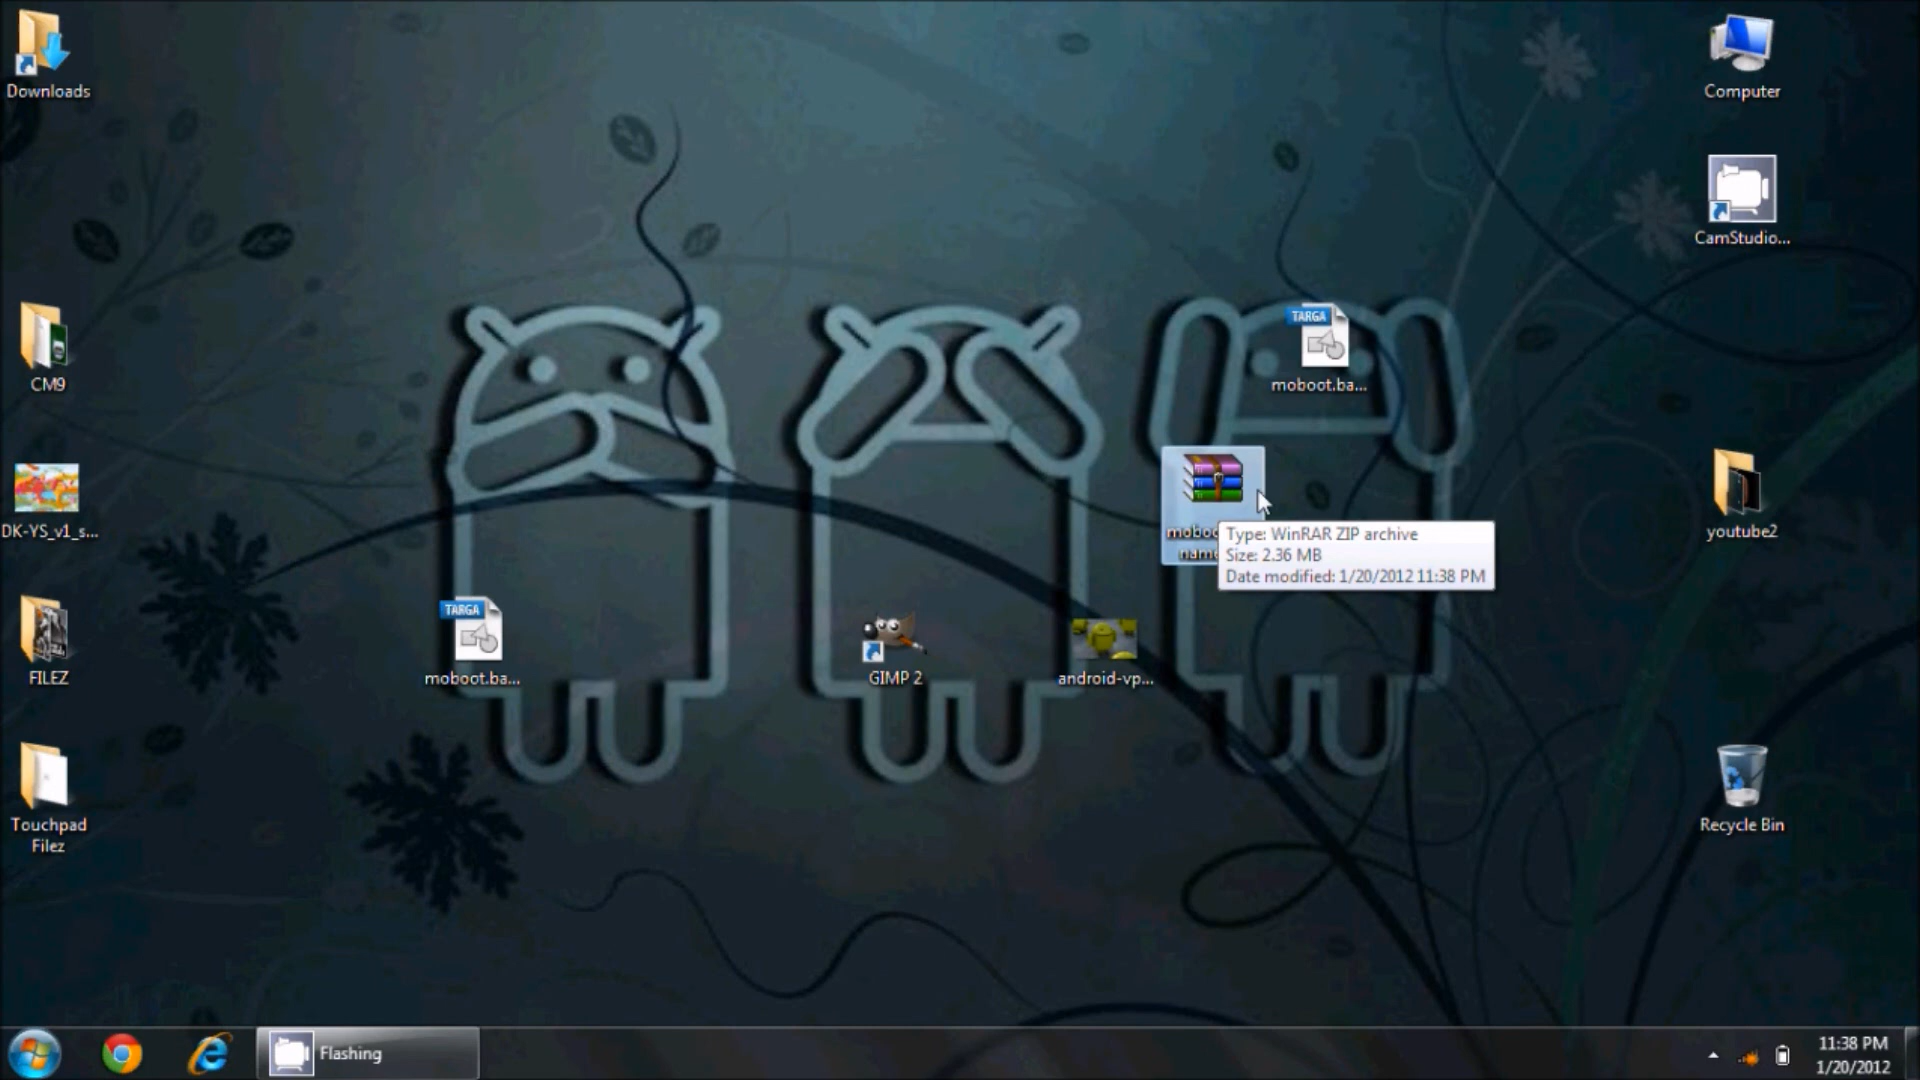 Downloads
Computer
CamStudio...
TARGA
moboot.ba...
CM9
DK-YS_v1_s...
youtube2
Type: WinRAR ZIP archive
Size: 2.36 MB
Date modified: 1/20/2012 11:38 PM
TARGA
moboot.ba...
GIMP 2
android-vp...
FILEZ
Touchpad
Filez
Recycle Bin
Flashing
11:38 PM
1/20/2012